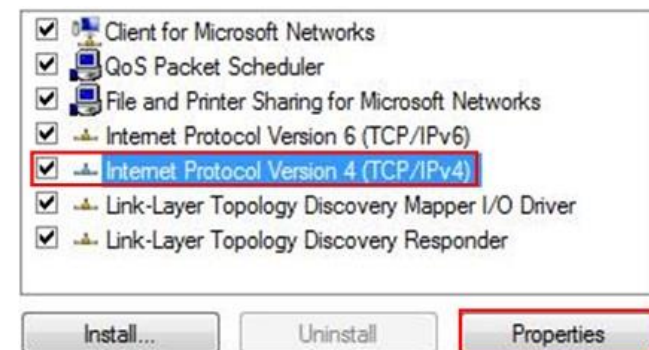 Client for Microsoft Networks
QoS Packet Scheduler
File and Printer Sharing for Microsoft Networks
Internet Protocol Version 6 (TCP/IPv6)
Internet Protocol Version 4 (TCP/IPv4)
Link-Layer Topology Discovery Mapper I/O Driver
Link-Layer Topology Discovery Responder
Install... Uninstall Properties